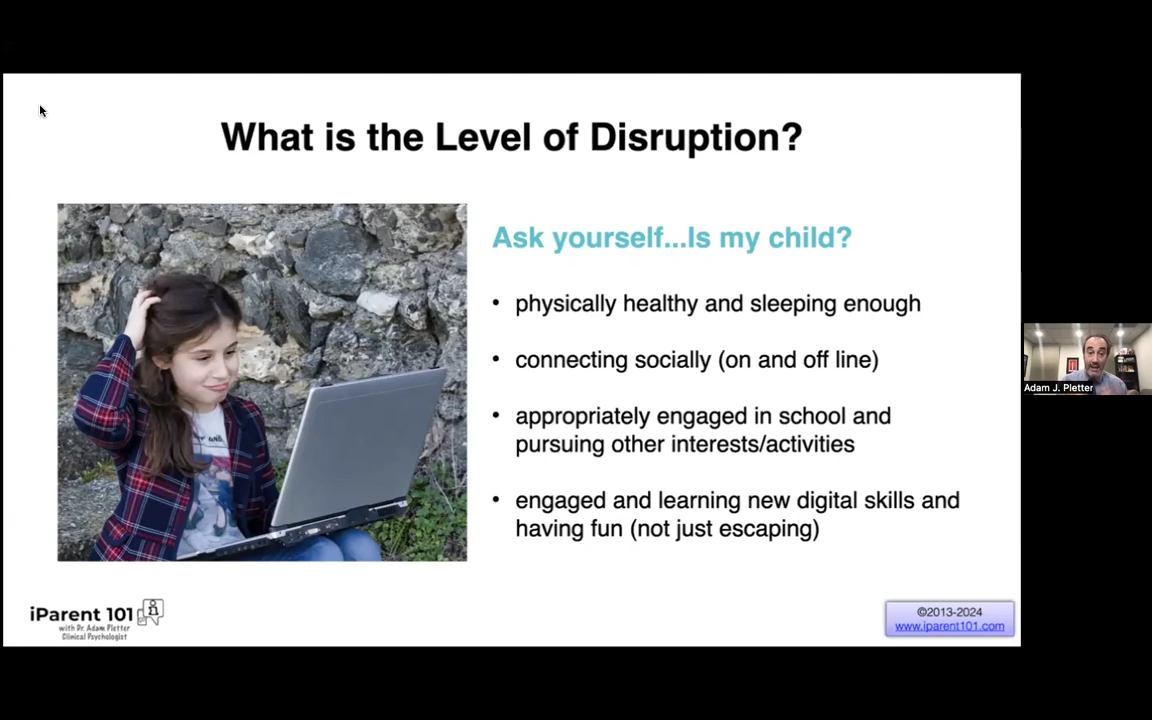 What is the Level of Disruption?
Ask yourself...Is my child?
• physically healthy and sleeping enough
• connecting socially (on and off line)
• appropriately engaged in school and
pursuing other interests/activities
• engaged and learning new digital skills and
having fun (not just escaping)
iParent 101
with Dr. Adam Pletter
Clinical Psychologist
©2013-2024
www.iparent101.com
Adam J. Pletter